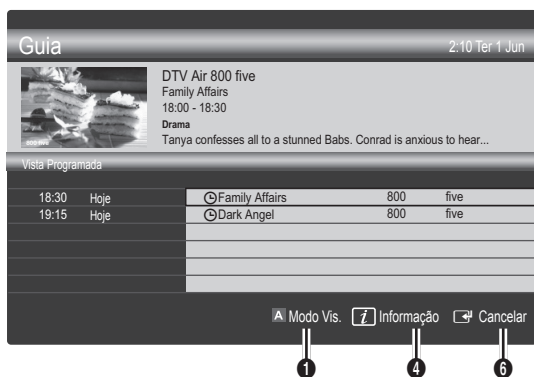 Guia 2:10 Ter 1 Jun
DTV Air 800 five
Family Affairs
18:00 - 18:30
Drama
Tanya confesses all to a stunned Babs. Conrad is anxious to hear...
800 five
Vista Programada
18:30 Hoje Family Affairs 800 five
19:15 Hoje Dark Angel 800 five
A Modo Vis. i Informação Cancelar
1 4 6